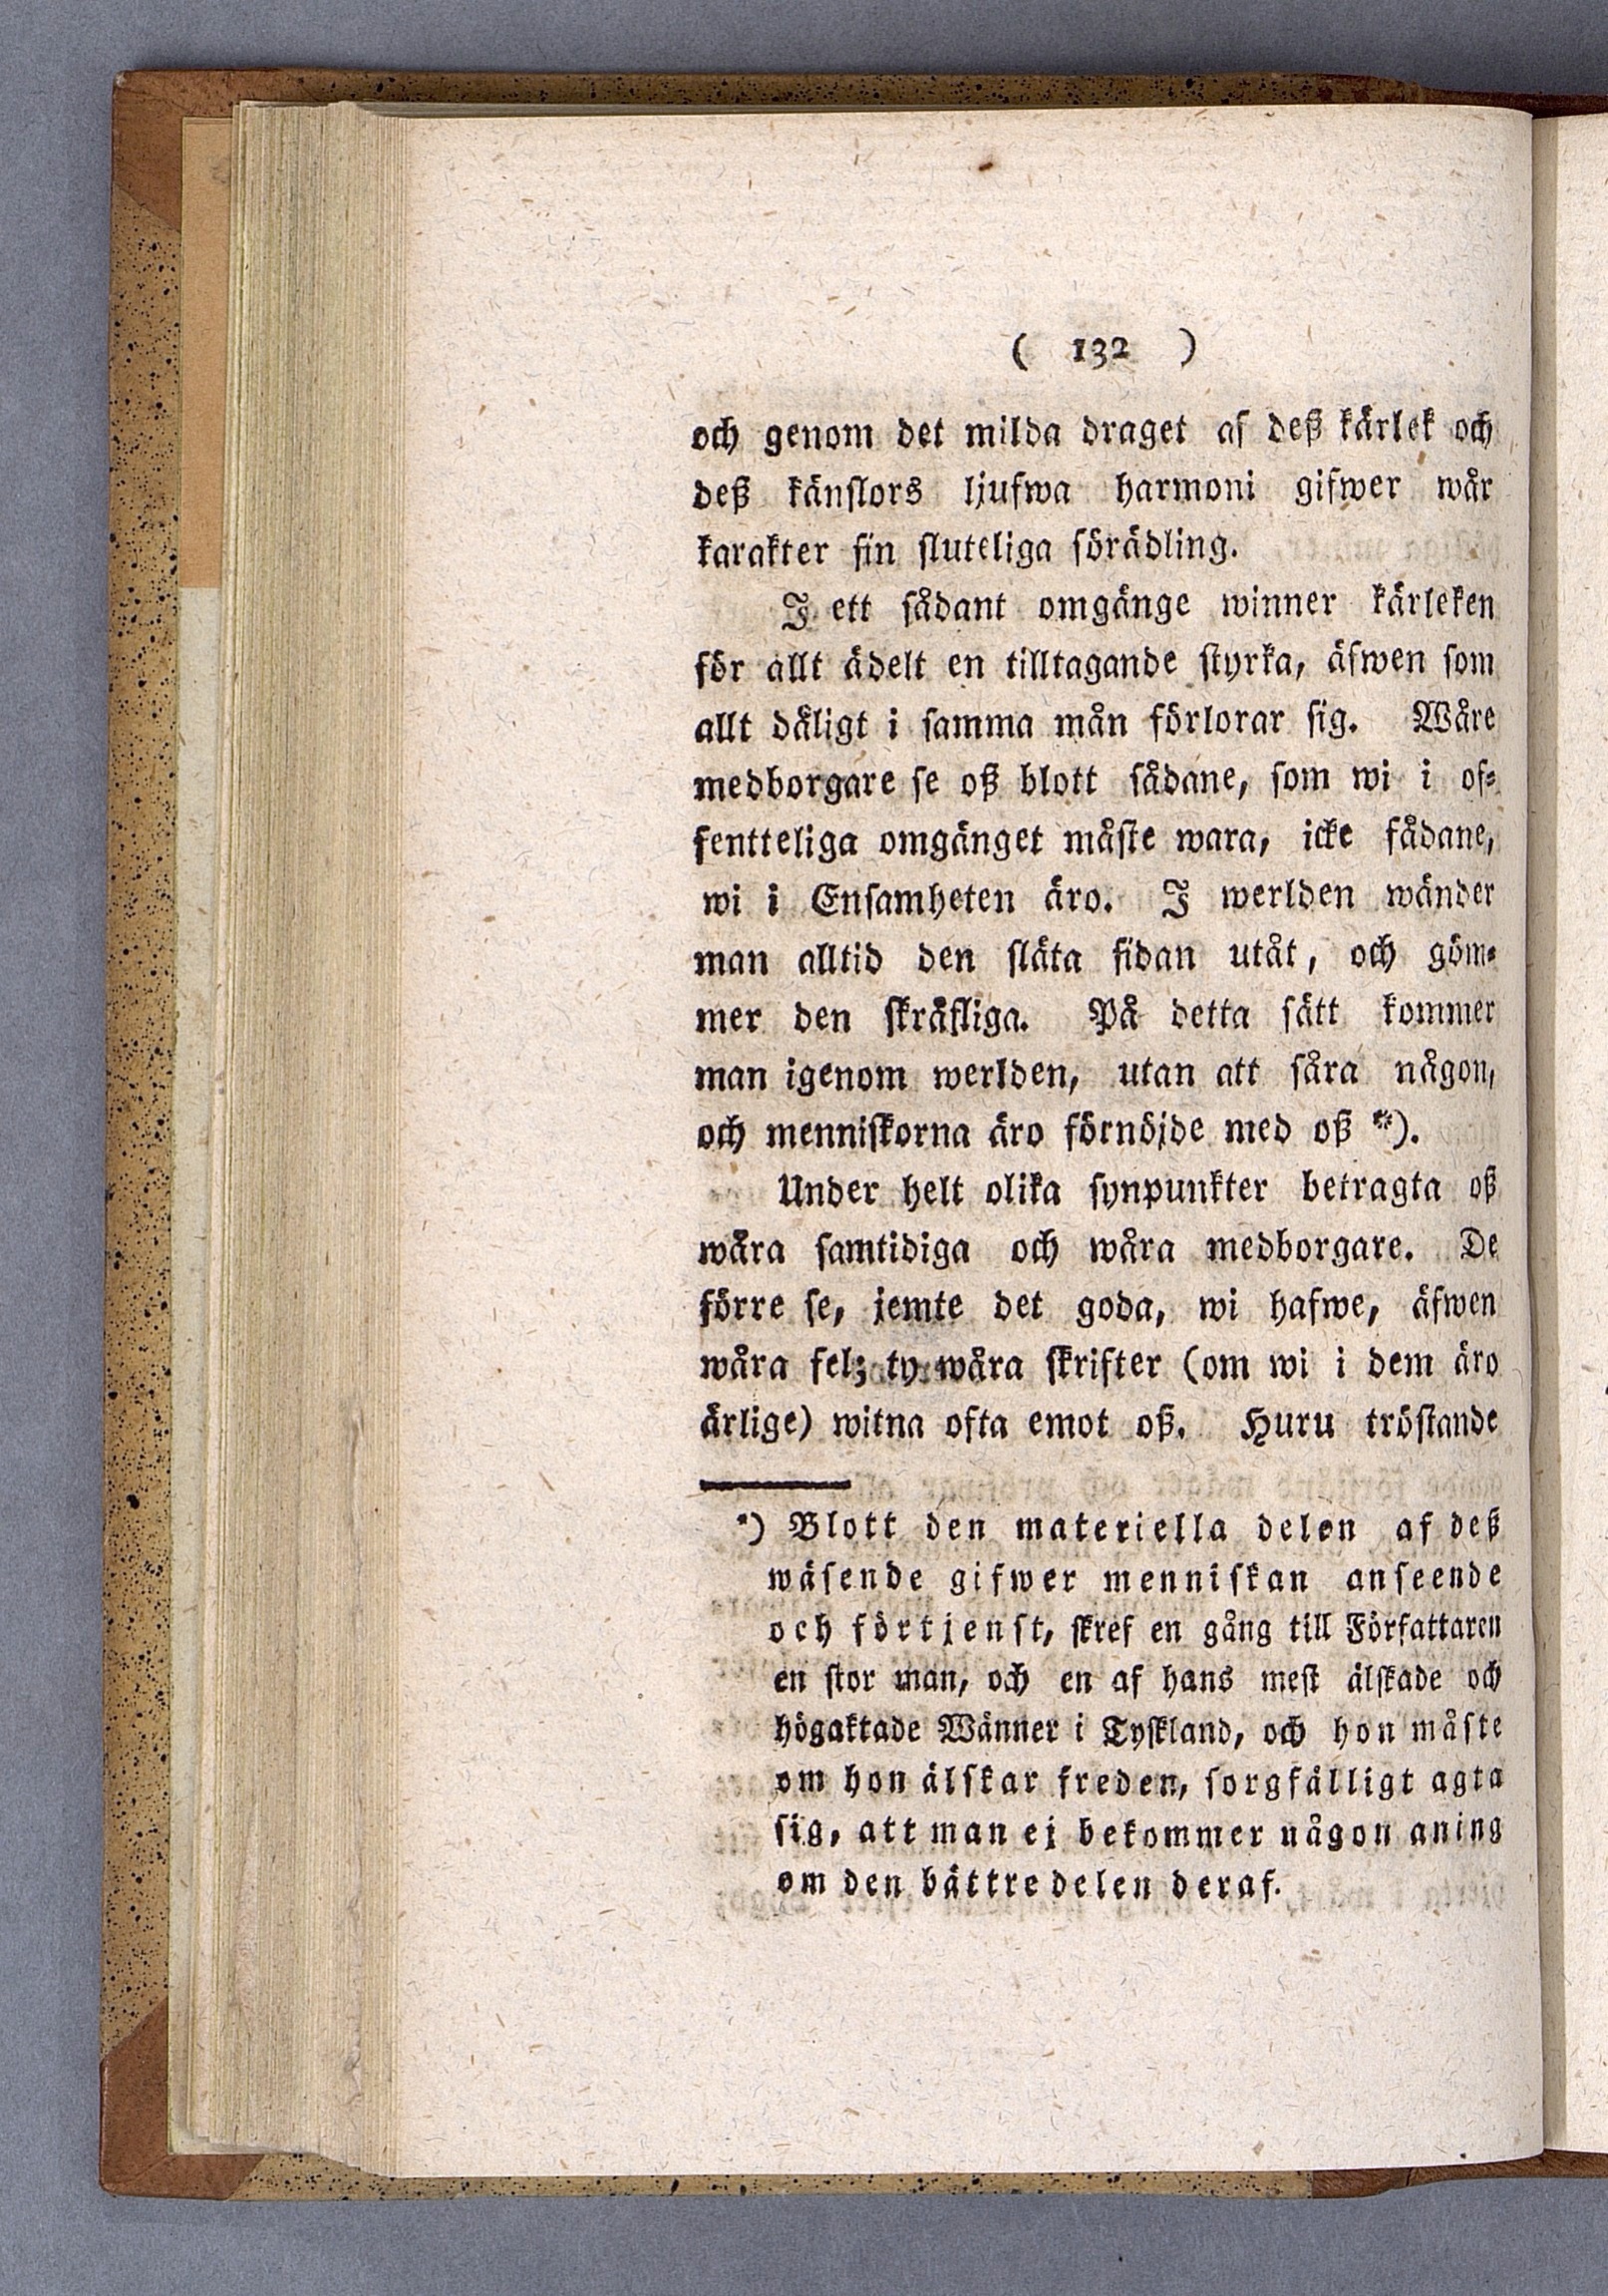 ( 132 )
och genom det milda draget af deß kärlek och
deß känslors ljufwa harmoni gifwer wår
karakter sin sluteliga förädling.
I ett sådant omgänge winner kärleken
för allt ädelt en tilltagande styrka, äfwen som
allt dåligt i samma mån förlorar sig. Wåre
medborgare se oß blott sådane, som wi i of-
fentteliga omgänget måste wara, icke sådane,
wi i Ensamheten äro. I werlden wänder
man alltid den släta sidan utåt, och göm-
mer den skräfliga. På detta sätt kommer
man igenom werlden, utan att såra någon,
och menniskorna äro förnöjde med oß *).
Under helt olika synpunkter betragta oß
wåra samtidiga och wåra medborgare. De
förre se, jemte det goda, wi hafwe, äfwen
wåra fel; ty wåra skrifter (om wi i dem äro
ärlige) witna ofta emot oß. Huru tröstande
*) Blott den materiella delen af deß
wäsende gifwer menniskan anseende
och förtjenst, skref en gång till Författaren
en stor man, och en af hans mest älskade och
högaktade Wänner i Tyskland, och hon måste
om hon älskar freden, sorgfälligt agta
sig, att man ej bekommer någon aning
om den bättre delen deraf.